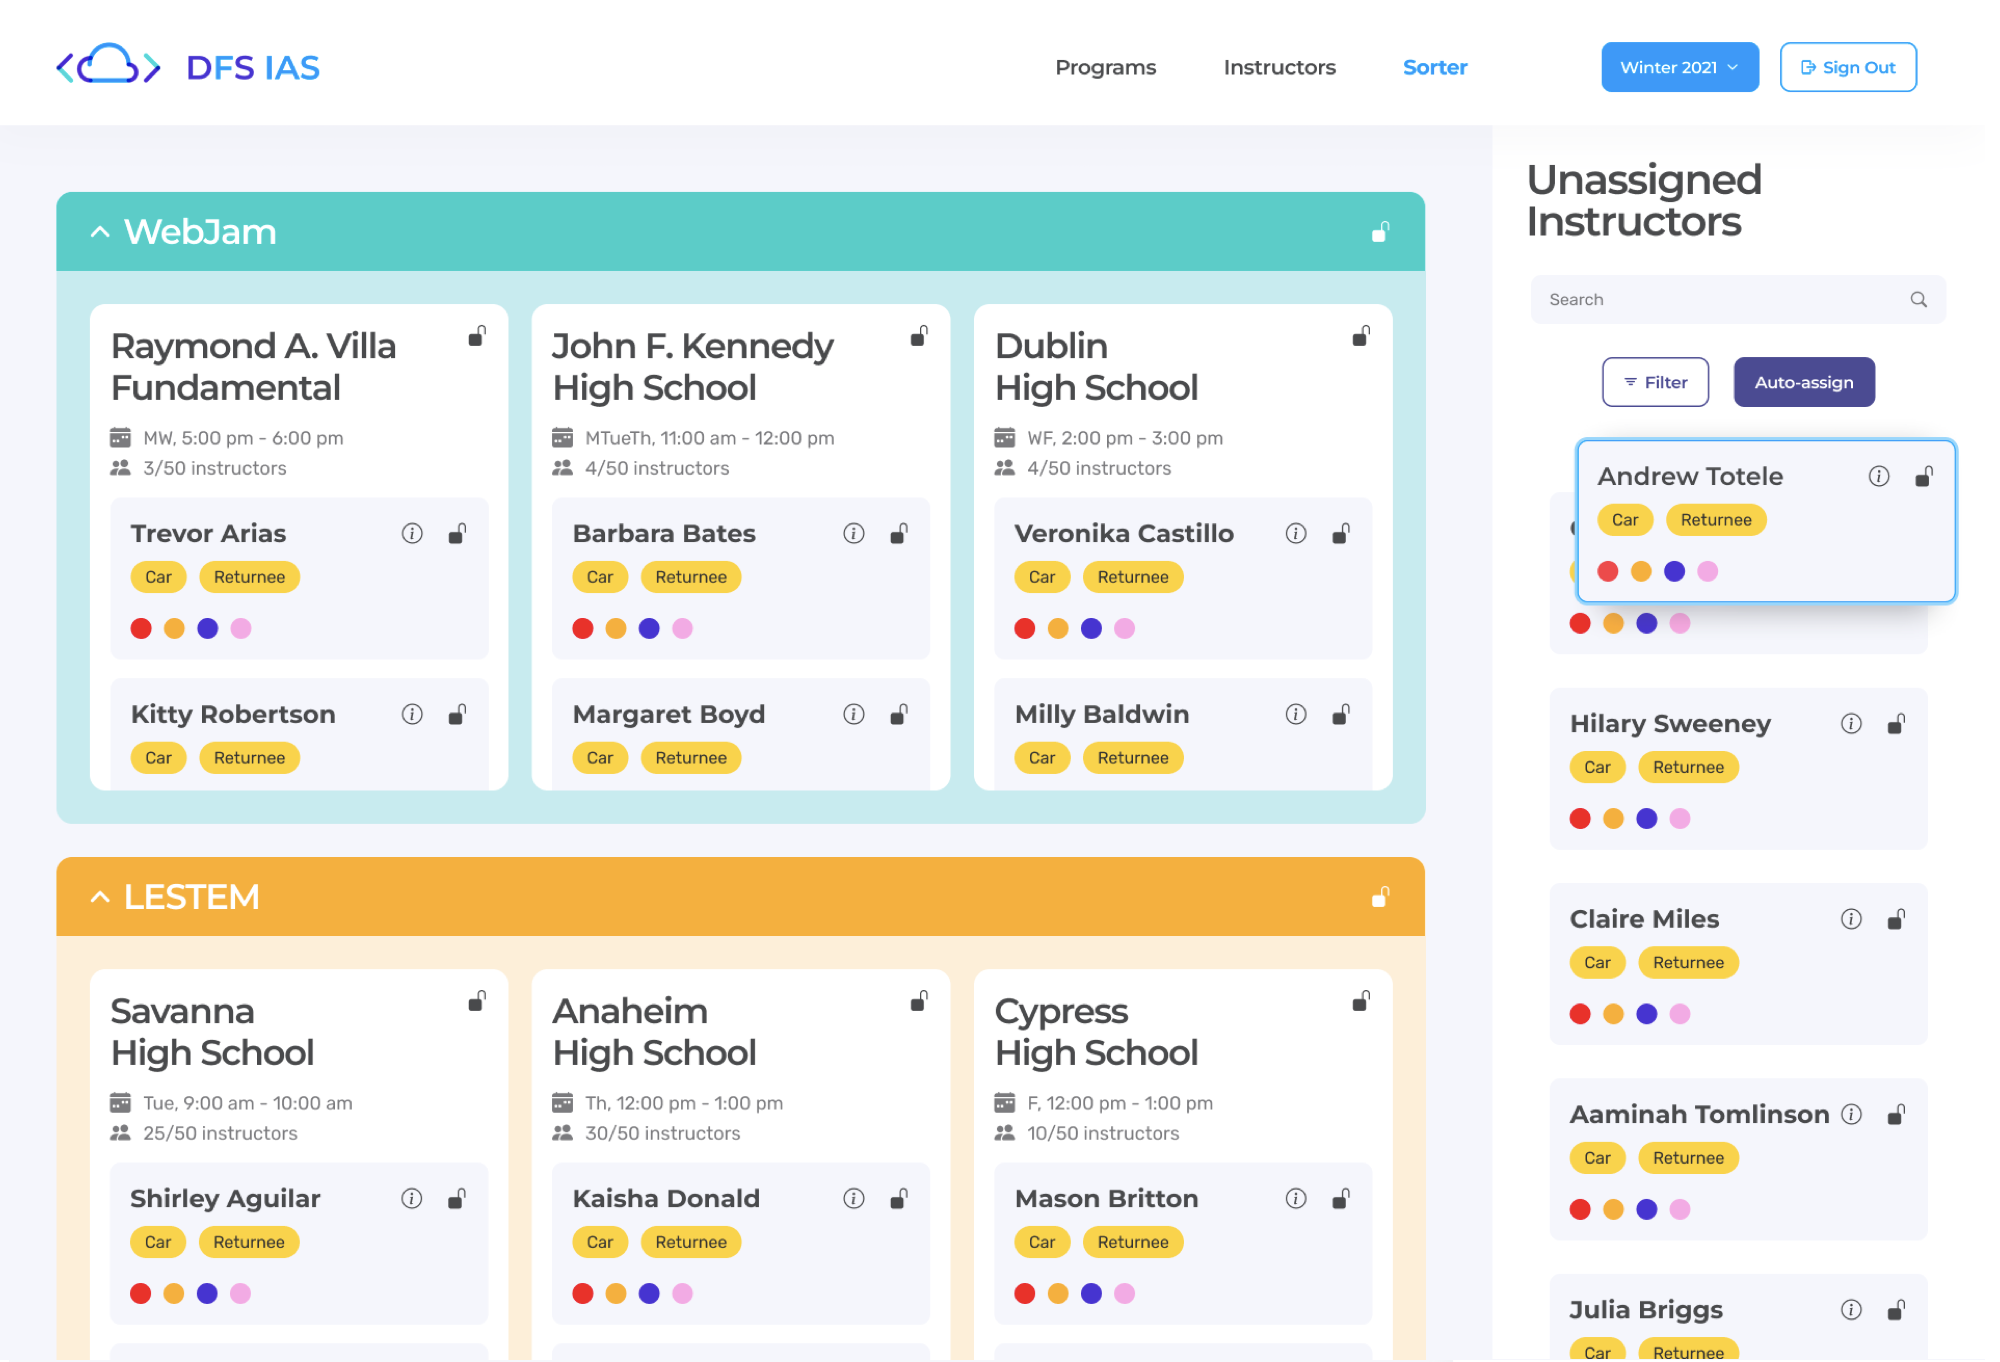 DFS IAS
Programs
Instructors
Sorter
Winter 2021
Sign Out
WebJam
Raymond A. Villa
Fundamental
MW, 5:00 pm - 6:00 pm
3/50 instructors
Trevor Arias
Car
Returnee
Kitty Robertson
Car
Returnee
John F. Kennedy
High School
MTueTh, 11:00 am - 12:00 pm
4/50 instructors
Barbara Bates
Car
Returnee
Margaret Boyd
Car
Returnee
Dublin
High School
WF, 2:00 pm - 3:00 pm
4/50 instructors
Veronika Castillo
Car
Returnee
Milly Baldwin
Car
Returnee
LESTEM
Savanna
High School
Tue, 9:00 am - 10:00 am
25/50 instructors
Shirley Aguilar
Car
Returnee
Anaheim
High School
Th, 12:00 pm - 1:00 pm
30/50 instructors
Kaisha Donald
Car
Returnee
Cypress
High School
F, 12:00 pm - 1:00 pm
10/50 instructors
Mason Britton
Car
Returnee
Unassigned
Instructors
Search
Filter
Auto-assign
Andrew Totele
Car
Returnee
Hilary Sweeney
Car
Returnee
Claire Miles
Car
Returnee
Aaminah Tomlinson
Car
Returnee
Julia Briggs
Car
Returnee